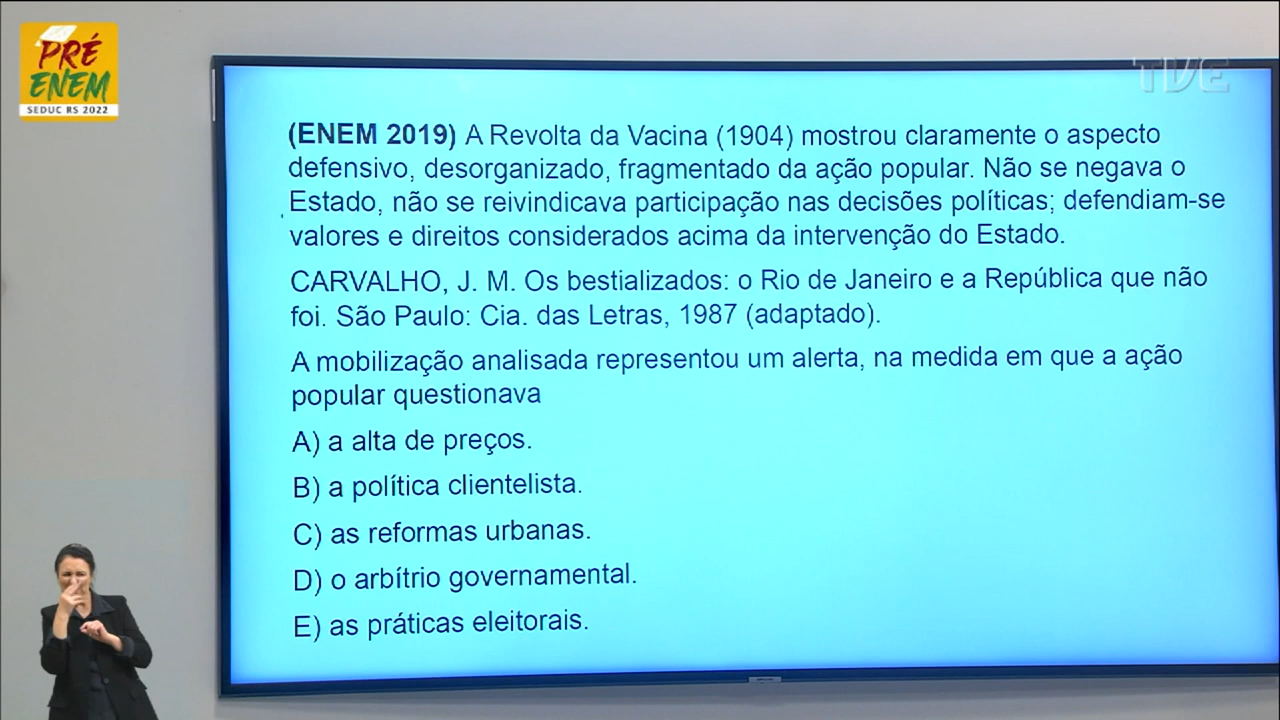 PRÉ
ENEM
SEDUC RS 2022
TVE
(ENEM 2019) A Revolta da Vacina (1904) mostrou claramente o aspecto
defensivo, desorganizado, fragmentado da ação popular. Não se negava o
Estado, não se reivindicava participação nas decisões políticas; defendiam-se
valores e direitos considerados acima da intervenção do Estado.
CARVALHO, J. M. Os bestializados: o Rio de Janeiro e a República que não
foi. São Paulo: Cia. das Letras, 1987 (adaptado).
A mobilização analisada representou um alerta, na medida em que a ação
popular questionava
A) a alta de preços.
B) a política clientelista.
C) as reformas urbanas.
D) o arbítrio governamental.
E) as práticas eleitorais.